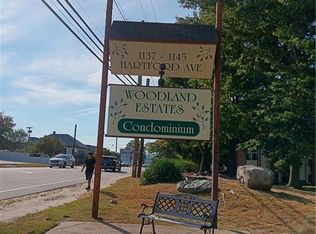 1137 - 1145
HARTFORD AVE.
WOODLAND
ESTATES
Condominium